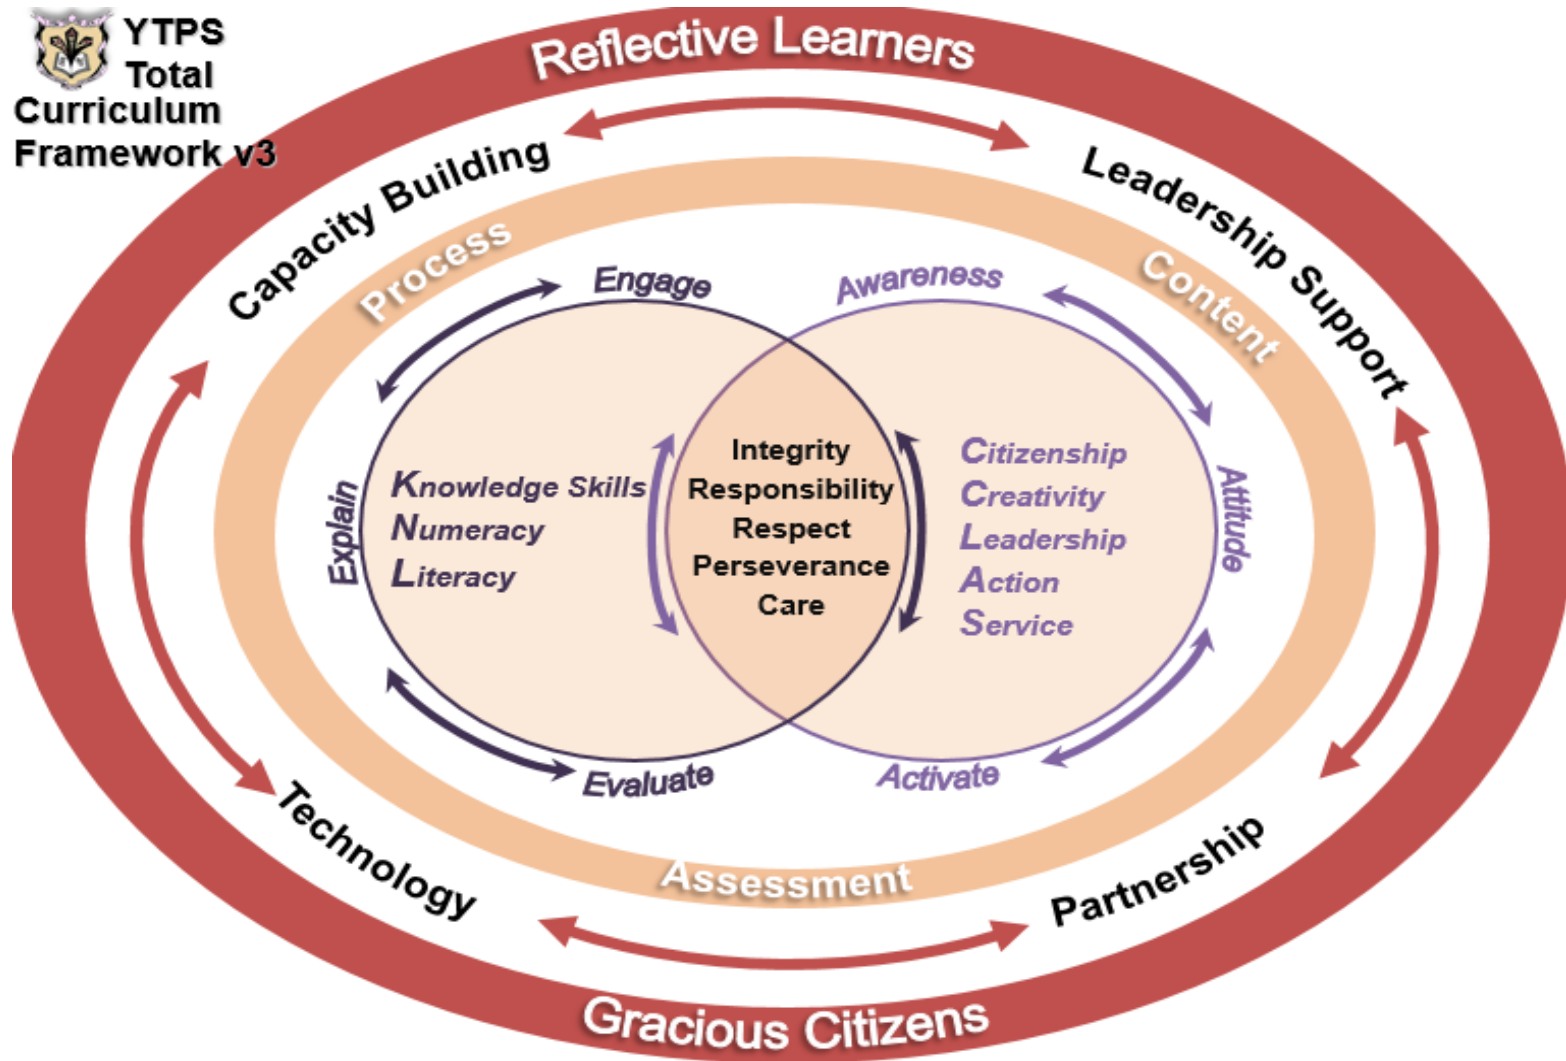 YTPS
Total
Curriculum
Framework v3
Reflective Learners
Capacity Building
Leadership Support
Process
Content
Engage
Awareness
Explain
Knowledge Skills
Numeracy
Literacy
Integrity
Responsibility
Respect
Perseverance
Care
Citizenship
Creativity
Leadership
Action
Service
Attitude
Evaluate
Activate
Assessment
Technology
Partnership
Gracious Citizens